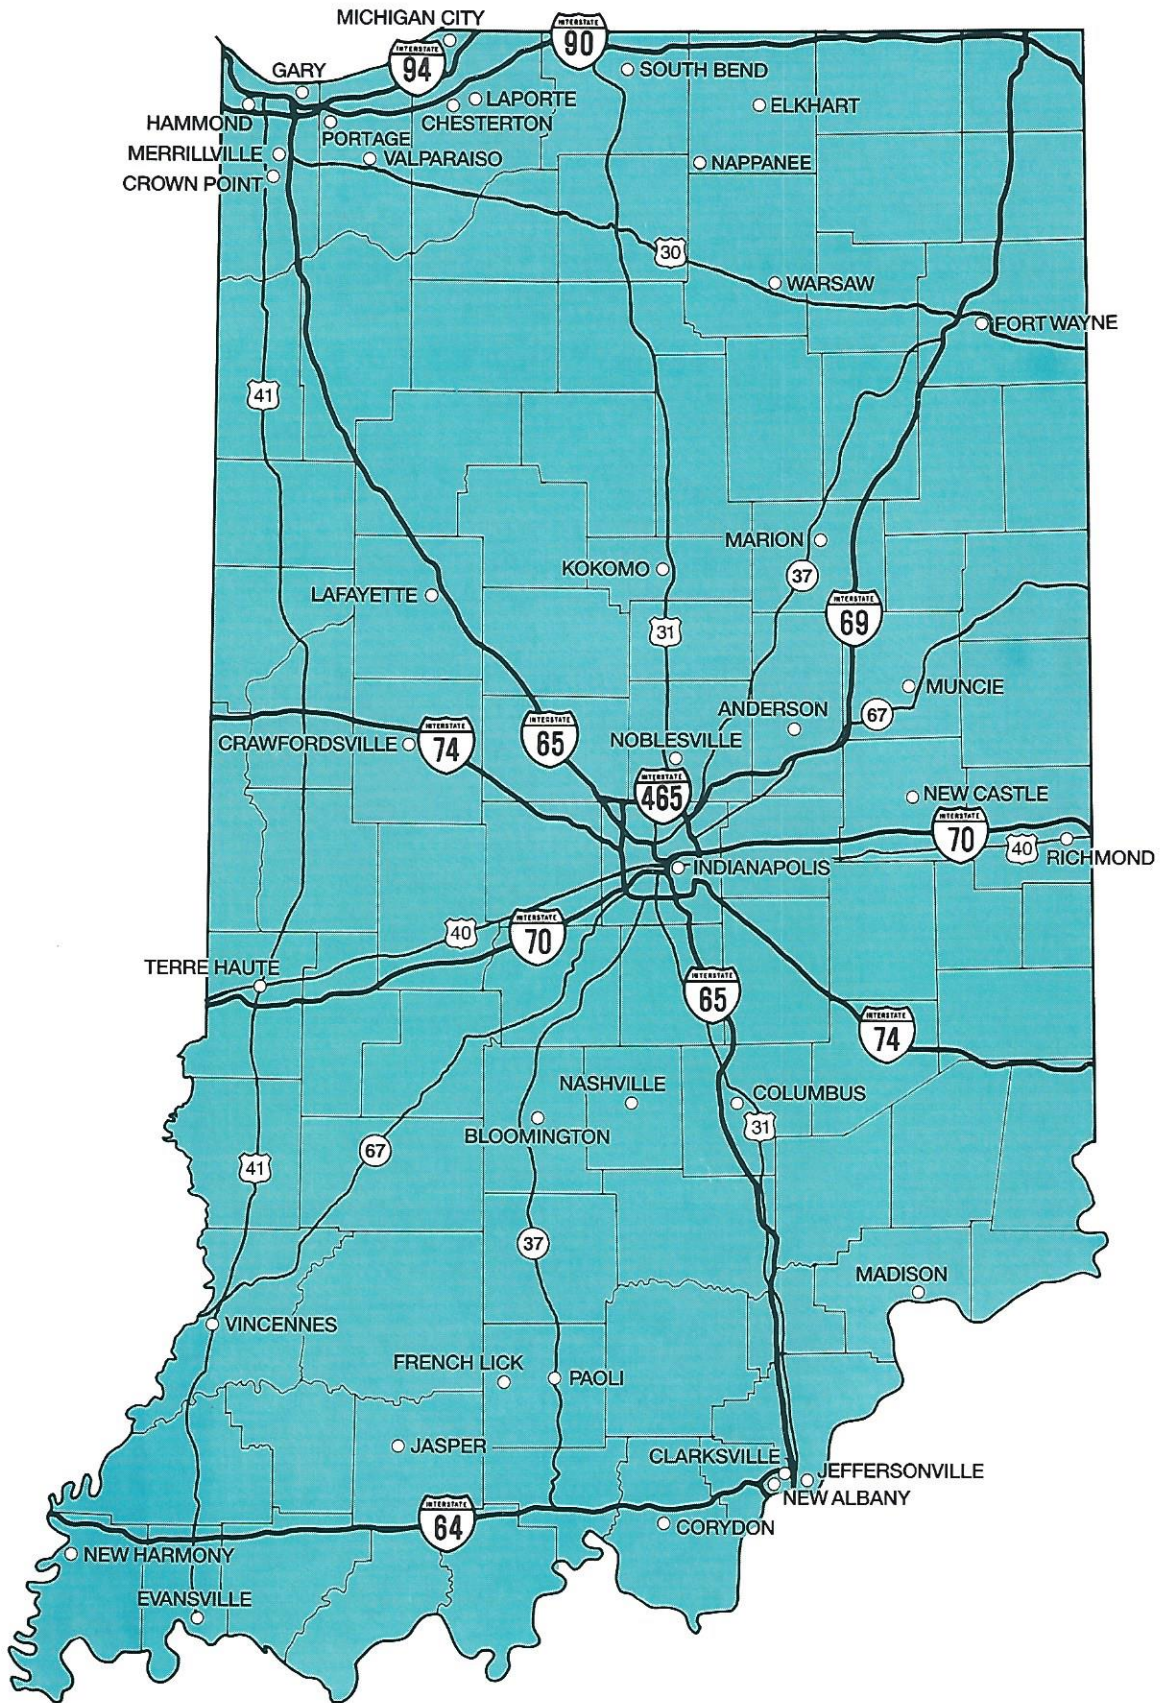 MICHIGAN CITY
INTERSTATE
90
INTERSTATE
94
SOUTH BEND
GARY
LAPORTE
ELKHART
HAMMOND
CHESTERTON
PORTAGE
MERRILLVILLE
VALPARAISO
NAPPANEE
CROWN POINT
30
WARSAW
FORT WAYNE
41
MARION
KOKOMO
37
LAFAYETTE
INTERSTATE
69
31
MUNCIE
ANDERSON
67
INTERSTATE
65
INTERSTATE
74
CRAWFORDSVILLE
NOBLESVILLE
INTERSTATE
465
NEW CASTLE
INTERSTATE
70
40
RICHMOND
INDIANAPOLIS
40
INTERSTATE
70
TERRE HAUTE
INTERSTATE
65
INTERSTATE
74
NASHVILLE
COLUMBUS
31
BLOOMINGTON
67
41
37
MADISON
VINCENNES
FRENCH LICK
PAOLI
JASPER
CLARKSVILLE
JEFFERSONVILLE
NEW ALBANY
INTERSTATE
64
CORYDON
NEW HARMONY
EVANSVILLE